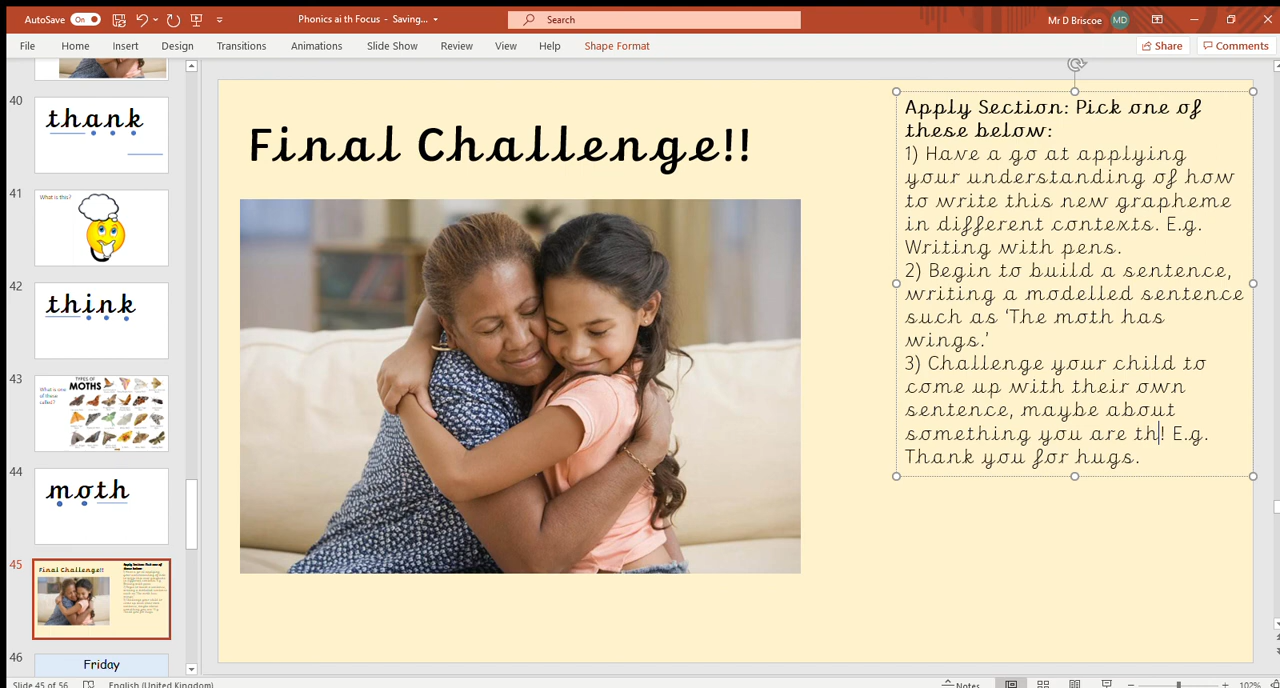 AutoSave On
Phonics ai th Focus - Saving...
Search
Mr D Briscoe MD
File Home Insert Design Transitions Animations Slide Show Review View Help Shape Format
Share Comments
40
thank
41
What is this?
42
think
43
What is one of these called?
TYPES OF
MOTHS
44
moth
45
Final Challenge!!
46
Friday
Final Challenge!!
Apply Section: Pick one of
these below:
1) Have a go at applying
your understanding of how
to write this new grapheme
in different contexts. E.g.
Writing with pens.
2) Begin to build a sentence,
writing a modelled sentence
such as ‘The moth has
wings.’
3) Challenge your child to
come up with their own
sentence, maybe about
something you are th! E.g.
Thank you for hugs.
Slide 45 of 56 English (United Kingdom)
Notes
102%